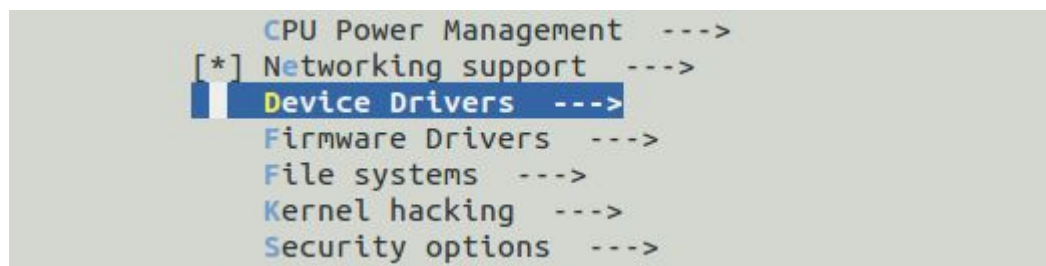 CPU Power Management  --->
[*] Networking support  --->
Device Drivers  --->
Firmware Drivers  --->
File systems  --->
Kernel hacking  --->
Security options  --->